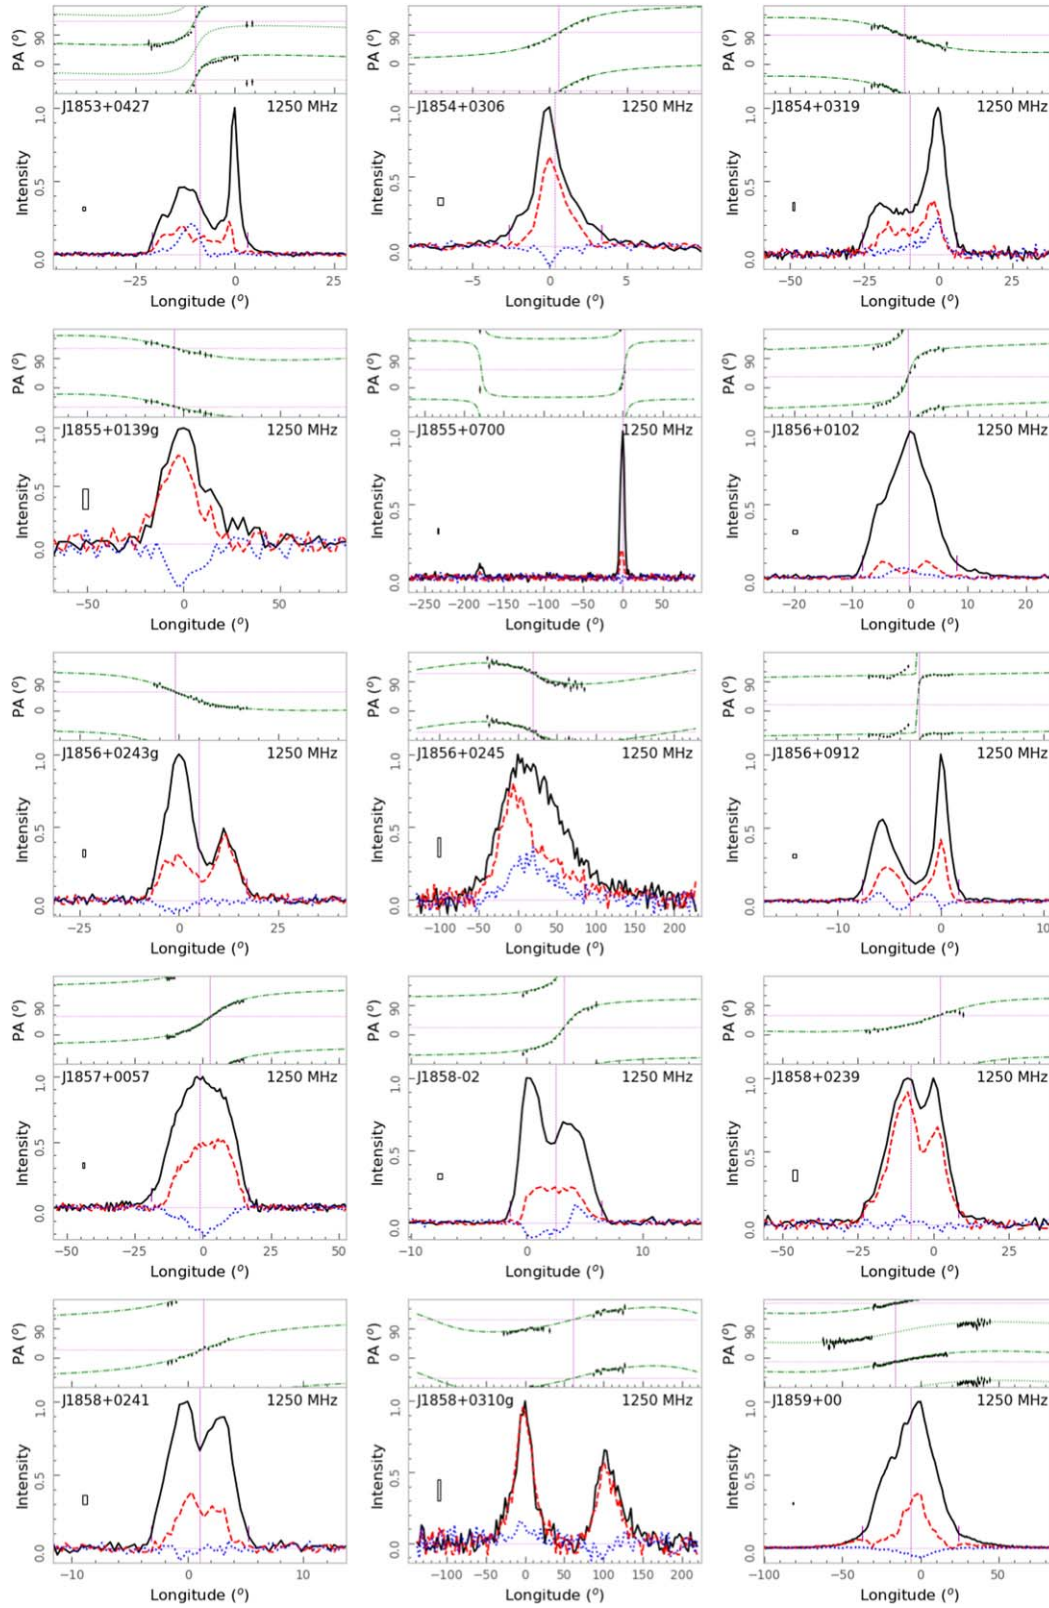 PA (°) 90
PA (°) 90 0
PA (°) 90 0
J1853+0427 1250 MHz
J1854+0306 1250 MHz
J1854+0319 1250 MHz
Intensity 1.0 0.5 0.0
Intensity 1.0 0.5 0.0
Intensity 1.0 0.5 0.0
−20 0 20
0 5
−50 −25 0 25
Longitude (°)
Longitude (°)
Longitude (°)
PA (°) 90 0
PA (°) 90 0
PA (°) 90 0
J1855+0139g 1250 MHz
J1855+0700 1250 MHz
J1856+0102 1250 MHz
Intensity 1.0 0.5 0.0
Intensity 1.0 0.5 0.0
Intensity 1.0 0.5 0.0
−50 0 50
−250 −200 −150 −100 −50 0 50
−20 −10 0 10 20
Longitude (°)
Longitude (°)
Longitude (°)
PA (°) 90 0
PA (°) 90 0
PA (°) 90 0
J1856+0243g 1250 MHz
J1856+0245 1250 MHz
J1856+0912 1250 MHz
Intensity 1.0 0.5 0.0
Intensity 1.0 0.5 0.0
Intensity 1.0 0.5 0.0
−25 0 25
−100 −50 0 50 100 150 200
−10 0 10
Longitude (°)
Longitude (°)
Longitude (°)
PA (°) 90 0
PA (°) 90 0
PA (°) 90 0
J1857+0057 1250 MHz
J1858-02 1250 MHz
J1858+0239 1250 MHz
Intensity 1.0 0.5 0.0
Intensity 1.0 0.5 0.0
Intensity 1.0 0.5 0.0
−50 −25 0 25 50
−10 0 10
−50 −25 0 25
Longitude (°)
Longitude (°)
Longitude (°)
PA (°) 90 0
PA (°) 90 0
PA (°) 90 0
J1858+0241 1250 MHz
J1858+0310g 1250 MHz
J1859+00 1250 MHz
Intensity 1.0 0.5 0.0
Intensity 1.0 0.5 0.0
Intensity 1.0 0.5 0.0
−10 0 10
−100 −50 0 50 100 150 200
−100 −50 0 50
Longitude (°)
Longitude (°)
Longitude (°)